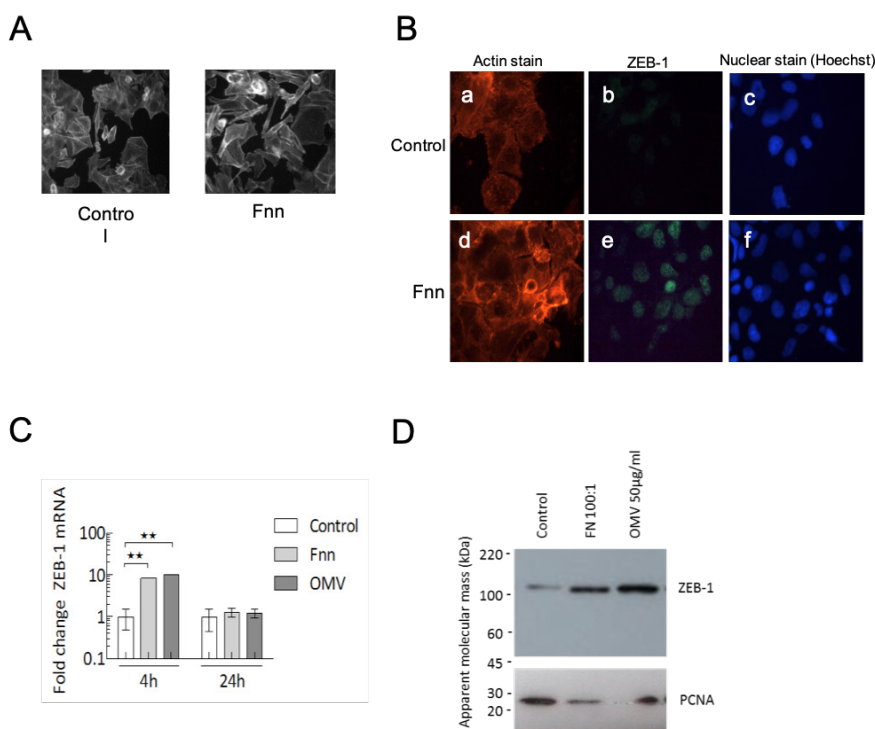 A
Contro
l
Fnn
B
Actin stain
ZEB-1
Nuclear stain (Hoechst)
Control
a
b
c
Fnn
d
e
f
C
Fold change ZEB-1 mRNA
100
10
1
0.1
★★
★★
4h
24h
Control
Fnn
OMV
D
Control
FN 100:1
OMV 50µg/ml
Apparent molecular mass (kDa)
220
100
60
45
30
20
ZEB-1
PCNA